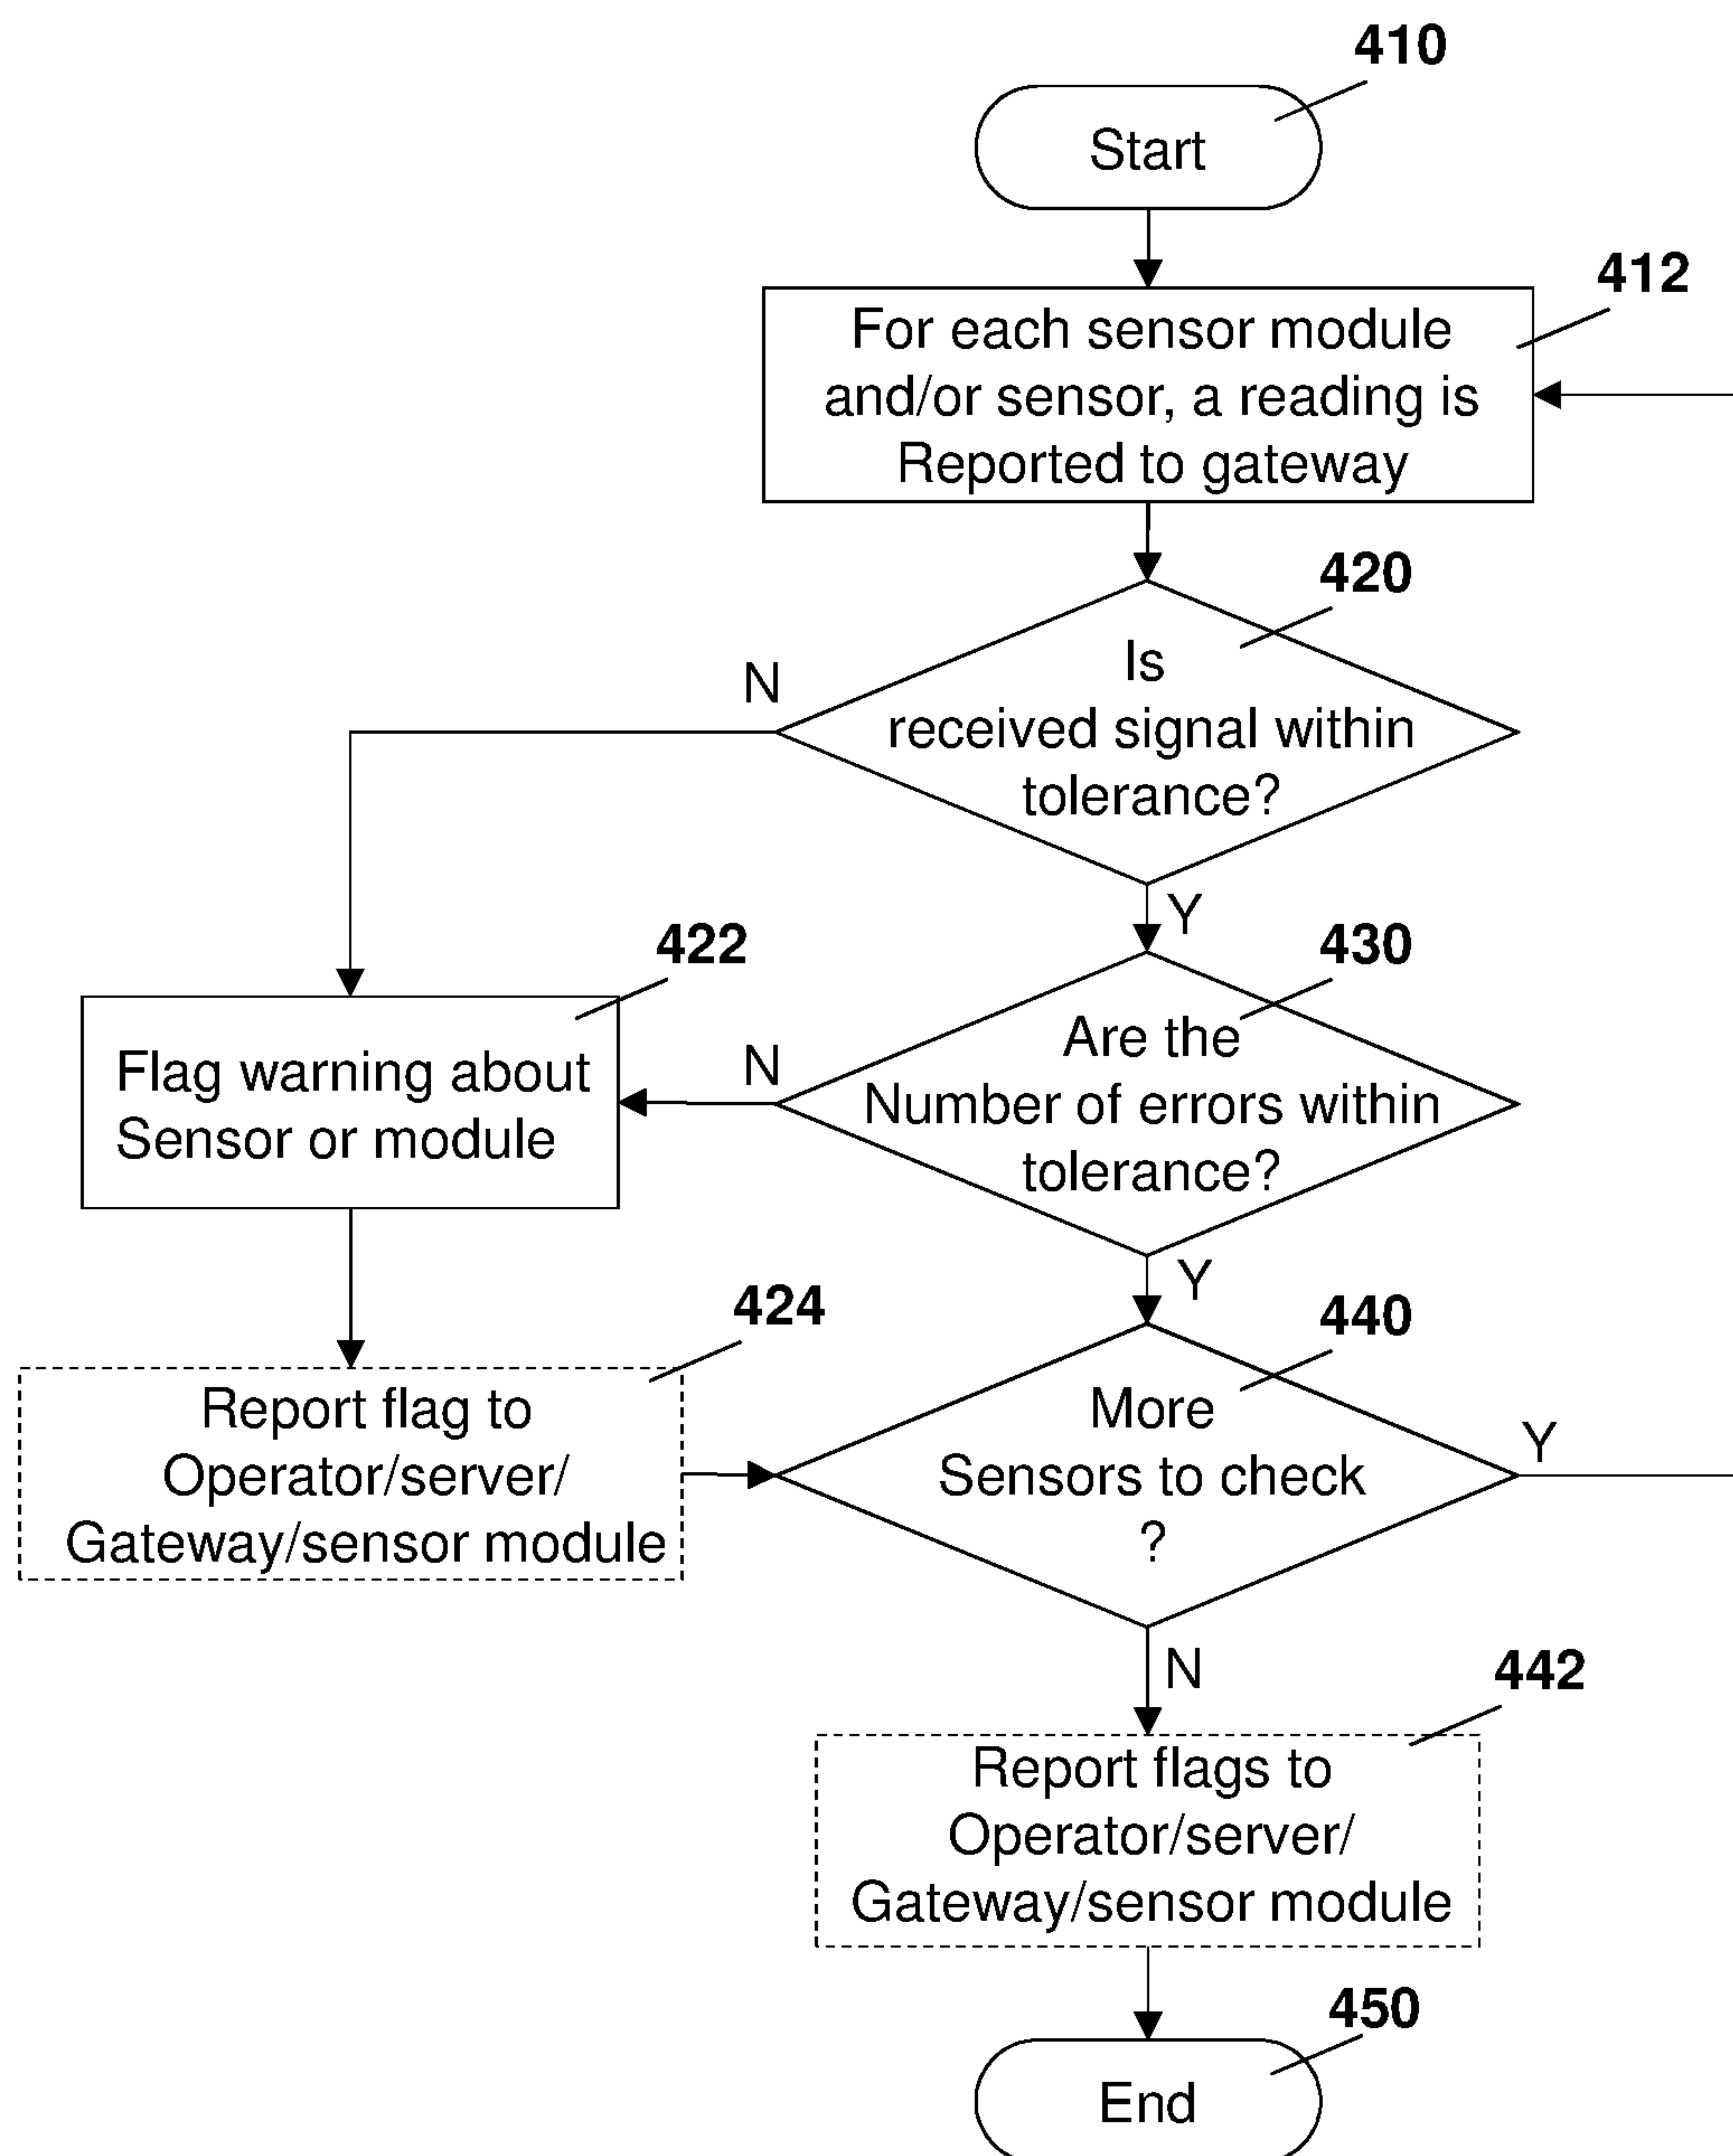 410
Start
412
For each sensor module
and/or sensor, a reading is
Reported to gateway
420
Is
received signal within
tolerance?
N
Y
422
Flag warning about
Sensor or module
430
Are the
Number of errors within
tolerance?
N
Y
424
Report flag to
Operator/server/
Gateway/sensor module
440
More
Sensors to check
?
Y
N
442
Report flags to
Operator/server/
Gateway/sensor module
450
End